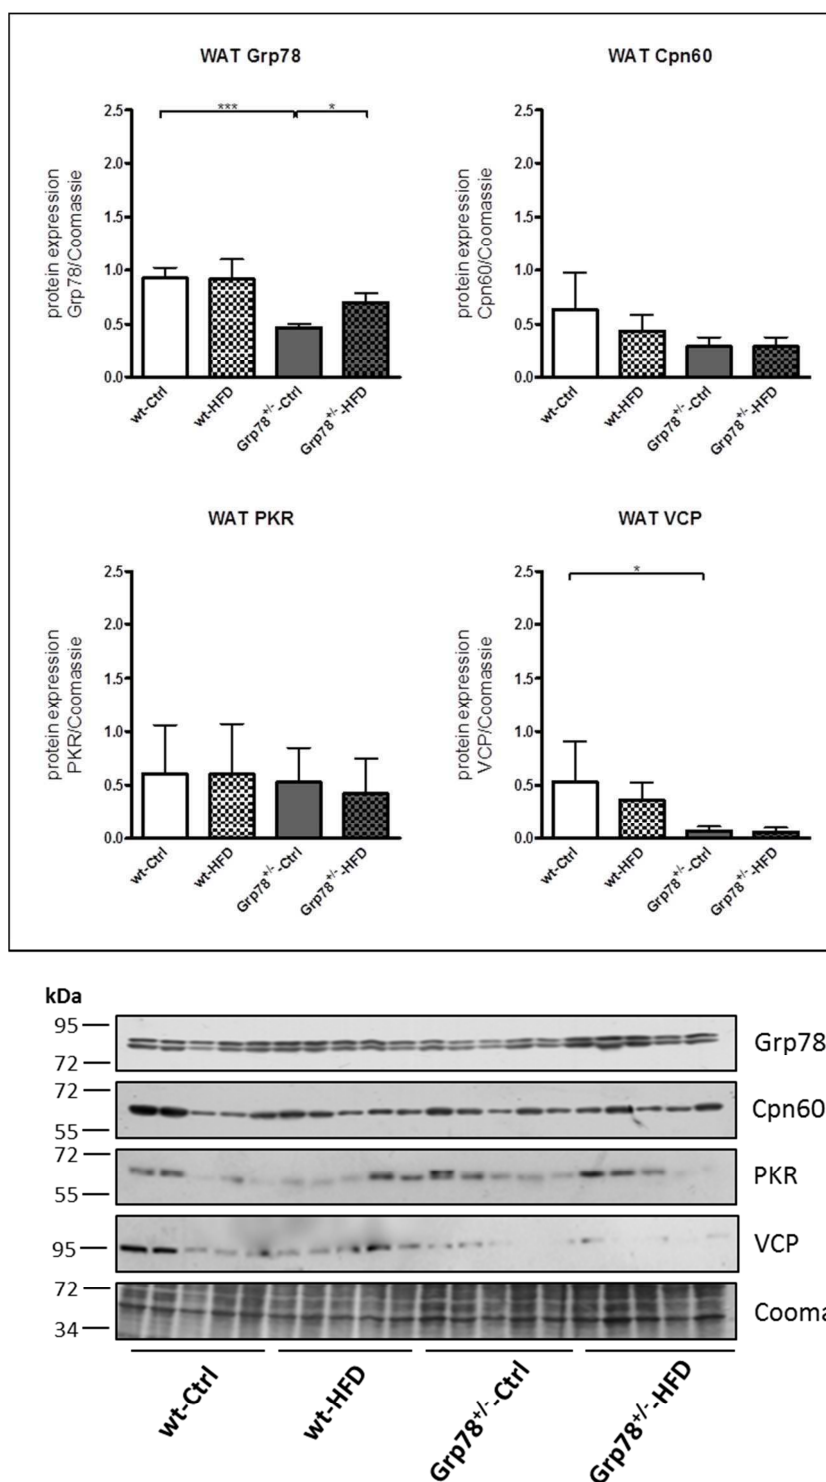 WAT Grp78
WAT Cpn60
protein expression
Grp78/Coomassie
2.5
2.0
1.5
1.0
0.5
0.0
***
*
wt-Ctrl
wt-HFD
Grp78+/--Ctrl
Grp78+/--HFD
protein expression
Cpn60/Coomassie
2.5
2.0
1.5
1.0
0.5
0.0
wt-Ctrl
wt-HFD
Grp78+/--Ctrl
Grp78+/--HFD
WAT PKR
WAT VCP
protein expression
PKR/Coomassie
2.5
2.0
1.5
1.0
0.5
0.0
wt-Ctrl
wt-HFD
Grp78+/--Ctrl
Grp78+/--HFD
protein expression
VCP/Coomassie
2.5
2.0
1.5
1.0
0.5
0.0
*
wt-Ctrl
wt-HFD
Grp78+/--Ctrl
Grp78+/--HFD
kDa
95
72
Grp78
72
55
Cpn60
72
55
PKR
95
VCP
72
34
Cooma
wt-Ctrl
wt-HFD
Grp78+/--Ctrl
Grp78+/--HFD